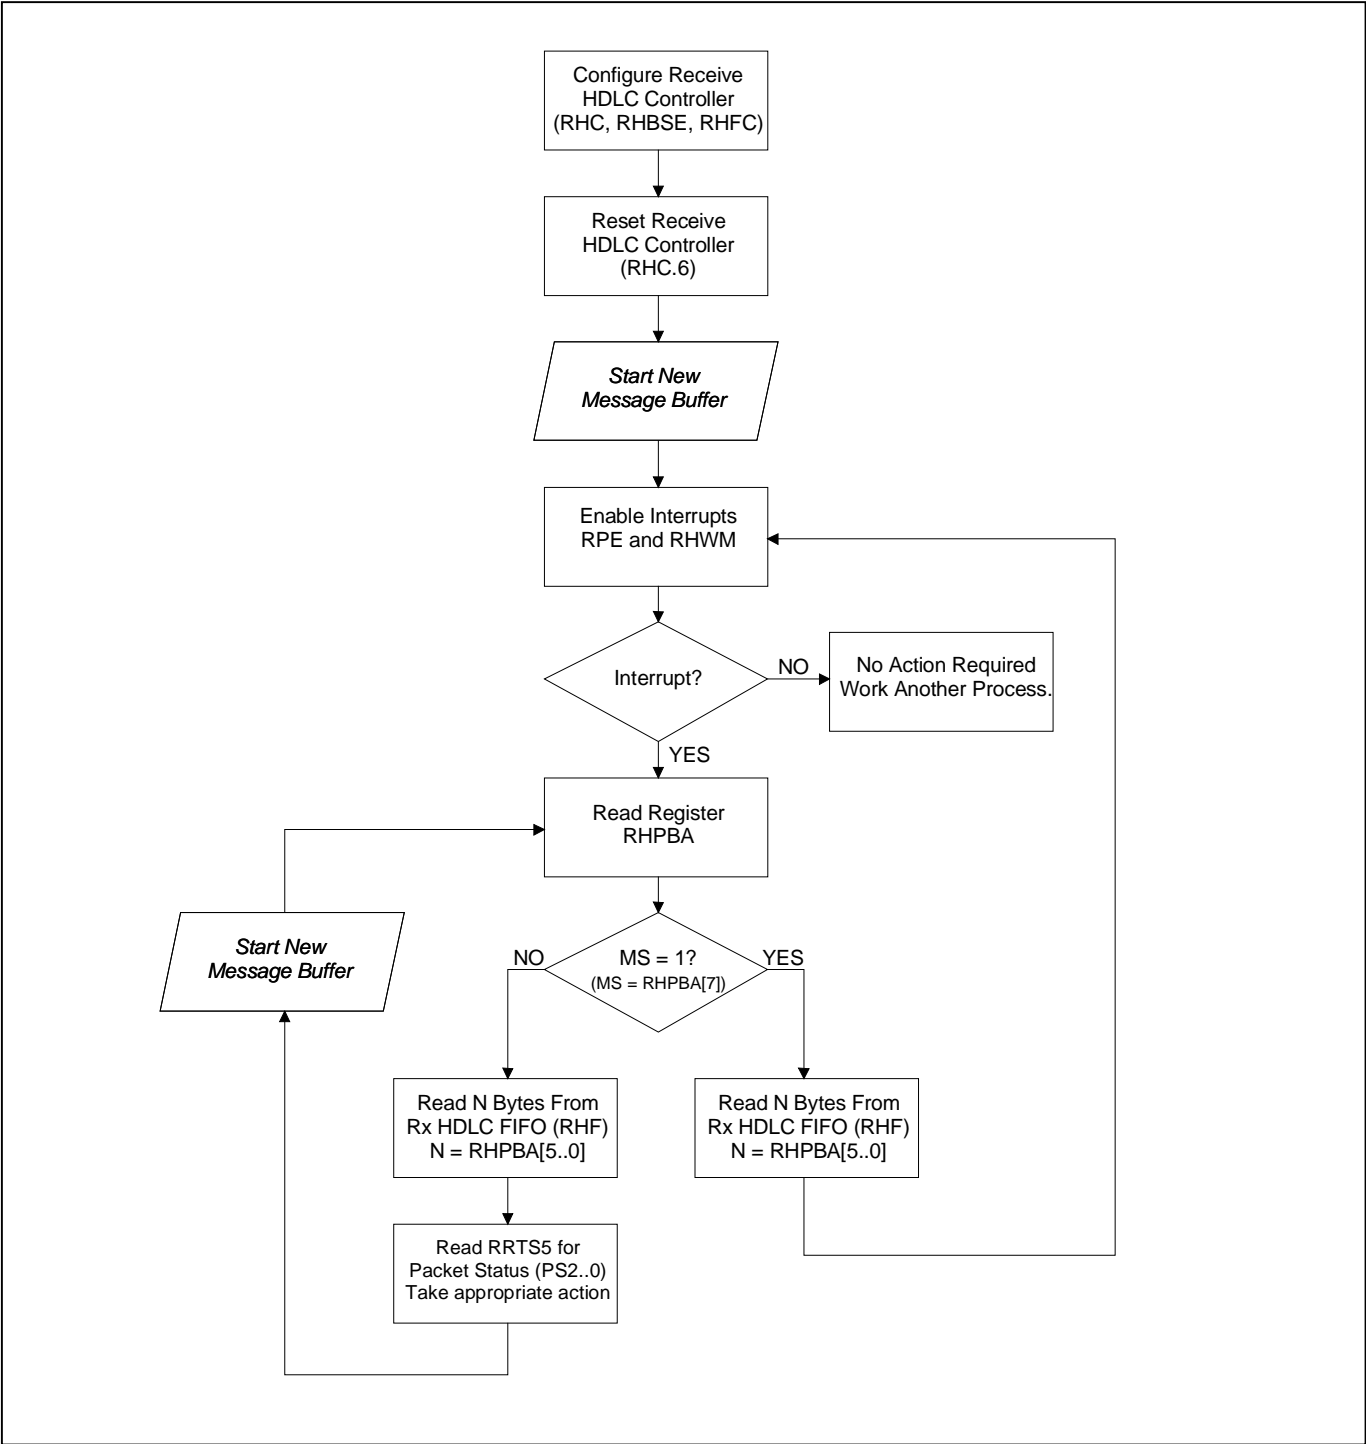 Configure Receive
HDLC Controller
(RHC, RHBSE, RHFC)
Reset Receive
HDLC Controller
(RHC.6)
Start New
Message Buffer
Enable Interrupts
RPE and RHWM
Interrupt?
NO
No Action Required
Work Another Process.
YES
Read Register
RHPBA
Start New
Message Buffer
NO
MS = 1?
(MS = RHPBA[7])
YES
Read N Bytes From
Rx HDLC FIFO (RHF)
N = RHPBA[5..0]
Read N Bytes From
Rx HDLC FIFO (RHF)
N = RHPBA[5..0]
Read RRTS5 for
Packet Status (PS2..0)
Take appropriate action